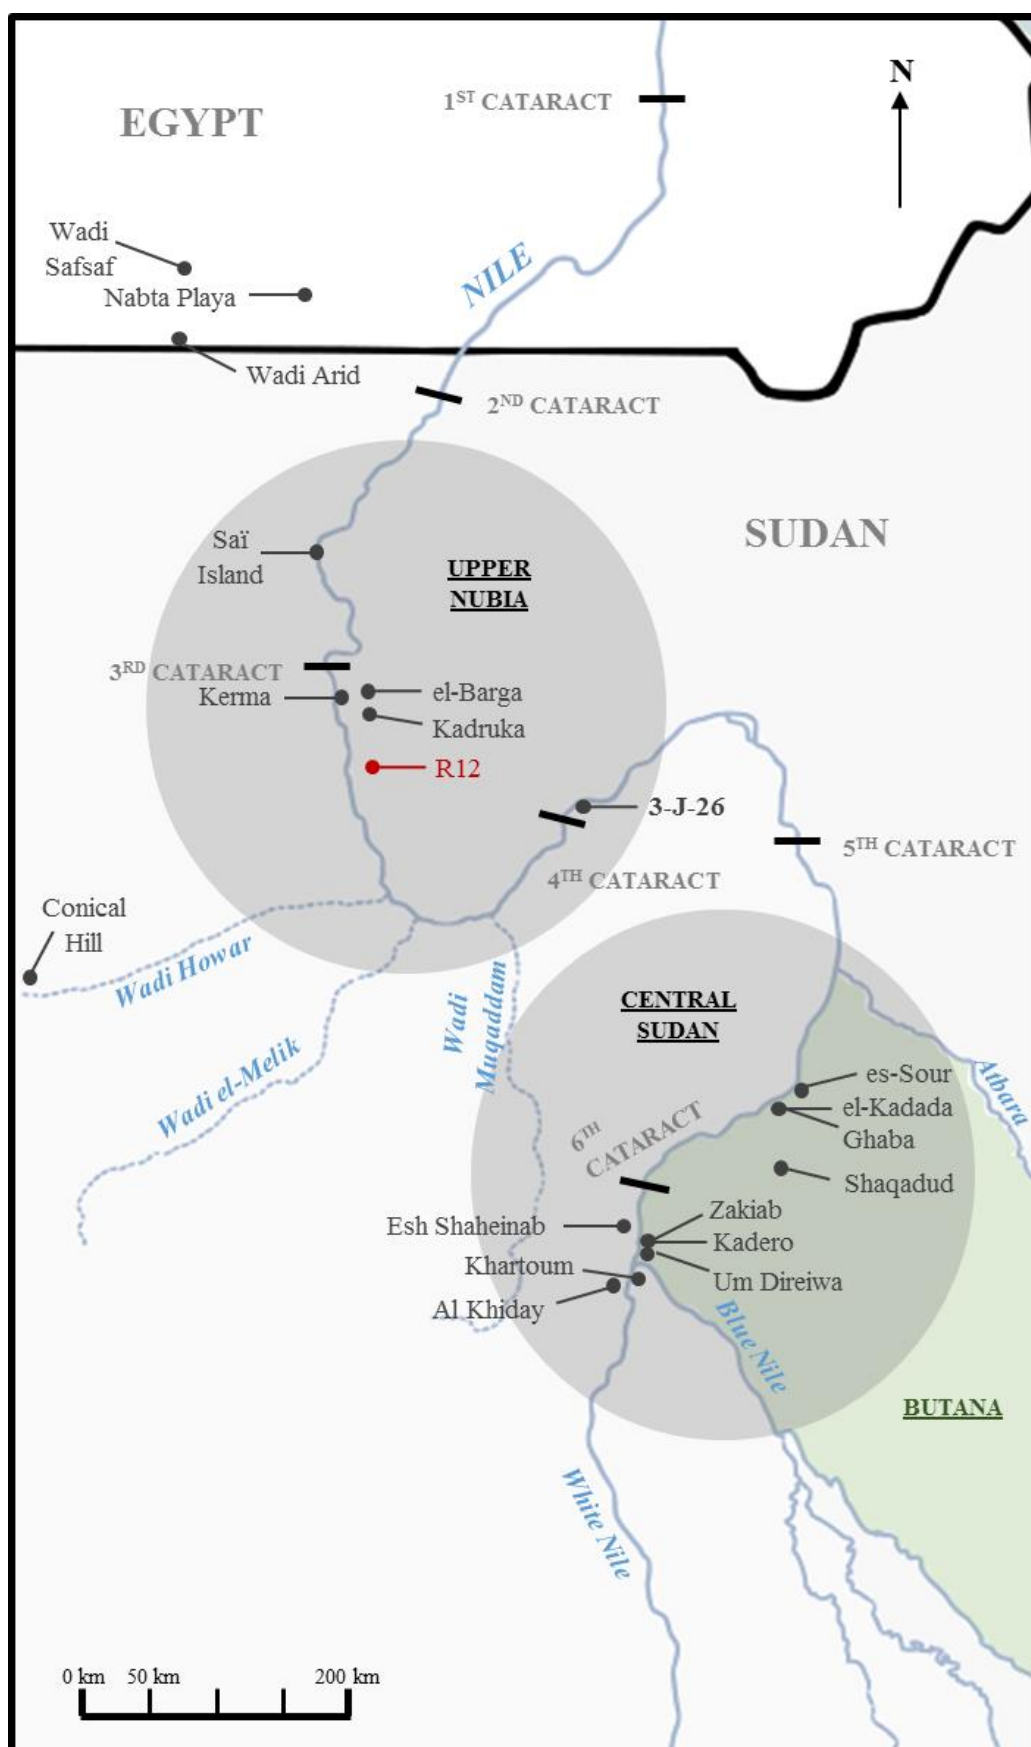 1ST CATARACT
N
EGYPT
Wadi
Safsaf
Nabta Playa
NILE
Wadi Arid
2ND CATARACT
SUDAN
Saï
Island
UPPER
NUBIA
3RD CATARACT
Kerma
el-Barga
Kadruka
R12
3-J-26
5TH CATARACT
4TH CATARACT
Conical
Hill
Wadi Howar
Wadi
Muqaddam
CENTRAL
SUDAN
Wadi el-Melik
es-Sour
Atbara
el-Kadada
Ghaba
6TH
CATARACT
Shaqadud
Esh Shaheinab
Zakiab
Kadero
Khartoum
Um Direiwa
Al Khiday
Blue Nile
BUTANA
White Nile
0 km 50 km 200 km